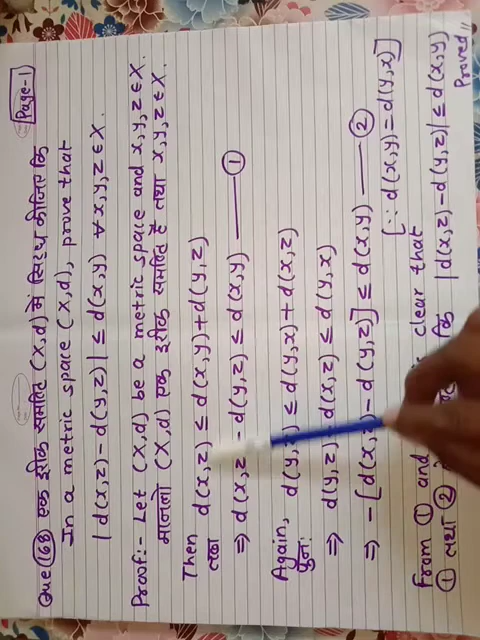 Page-1
Que 168 एक दूरीक समष्टि (X,d) में सिद्ध कीजिए कि
In a metric space (X,d), prove that
|d(x,z) - d(y,z)| ≤ d(x,y) ∀ x,y,z ∈ X.
Proof:- Let (X,d) be a metric space and x,y,z ∈ X.
मानलो (X,d) एक दूरीक समष्टि है तथा x,y,z ∈ X.
Then d(x,z) ≤ d(x,y) + d(y,z)
तब
⇒ d(x,z) - d(y,z) ≤ d(x,y) —— 1
Again, d(y,z) ≤ d(y,x) + d(x,z)
पुनः
⇒ d(y,z) - d(x,z) ≤ d(y,x)
⇒ -[d(x,z) - d(y,z)] ≤ d(x,y) —— 2
[∵ d(x,y) = d(y,x)]
From 1 and clear that
1 तथा 2 कि |d(x,z) - d(y,z)| ≤ d(x,y)
Proved